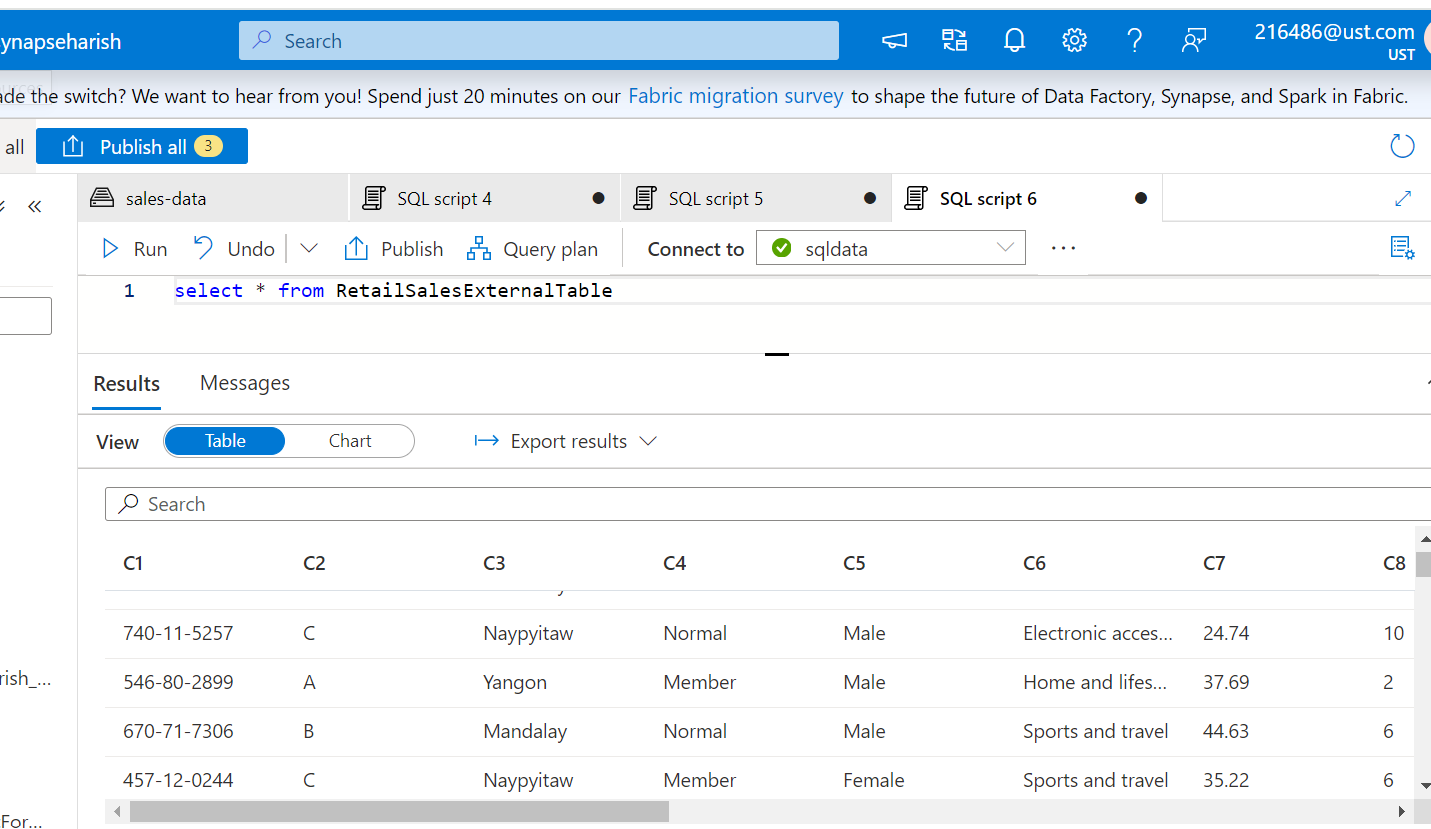 ynapseharish
Search
216486@ust.com
UST
ade the switch? We want to hear from you! Spend just 20 minutes on our Fabric migration survey to shape the future of Data Factory, Synapse, and Spark in Fabric.
all
Publish all 3
sales-data
SQL script 4
SQL script 5
SQL script 6
Run Undo Publish Query plan Connect to sqldata ...
1 select * from RetailSalesExternalTable
Results Messages
View Table Chart Export results
Search
C1 C2 C3 C4 C5 C6 C7 C8
740-11-5257 C Naypyitaw Normal Male Electronic acces... 24.74 10
546-80-2899 A Yangon Member Male Home and lifes... 37.69 2
670-71-7306 B Mandalay Normal Male Sports and travel 44.63 6
457-12-0244 C Naypyitaw Member Female Sports and travel 35.22 6
rish_...
For...